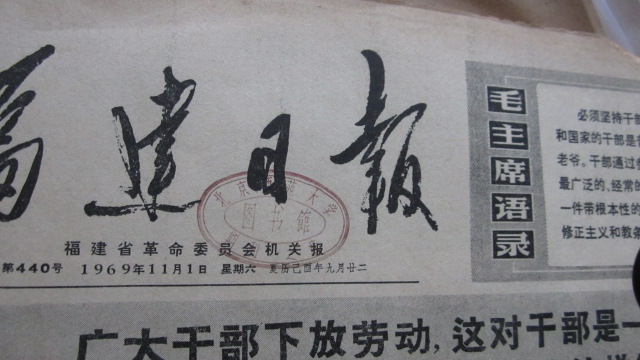 福建日报
福建省革命委员会机关报
第440号 1969年11月1日 星期六 夏历己酉年九月廿二
图书馆
毛主席语录
必须坚持干部
和国家的干部是
老爷。干部通过
最广泛的、经常
一件带根本性的
修正主义和教条
广大干部下放劳动，这对干部是一